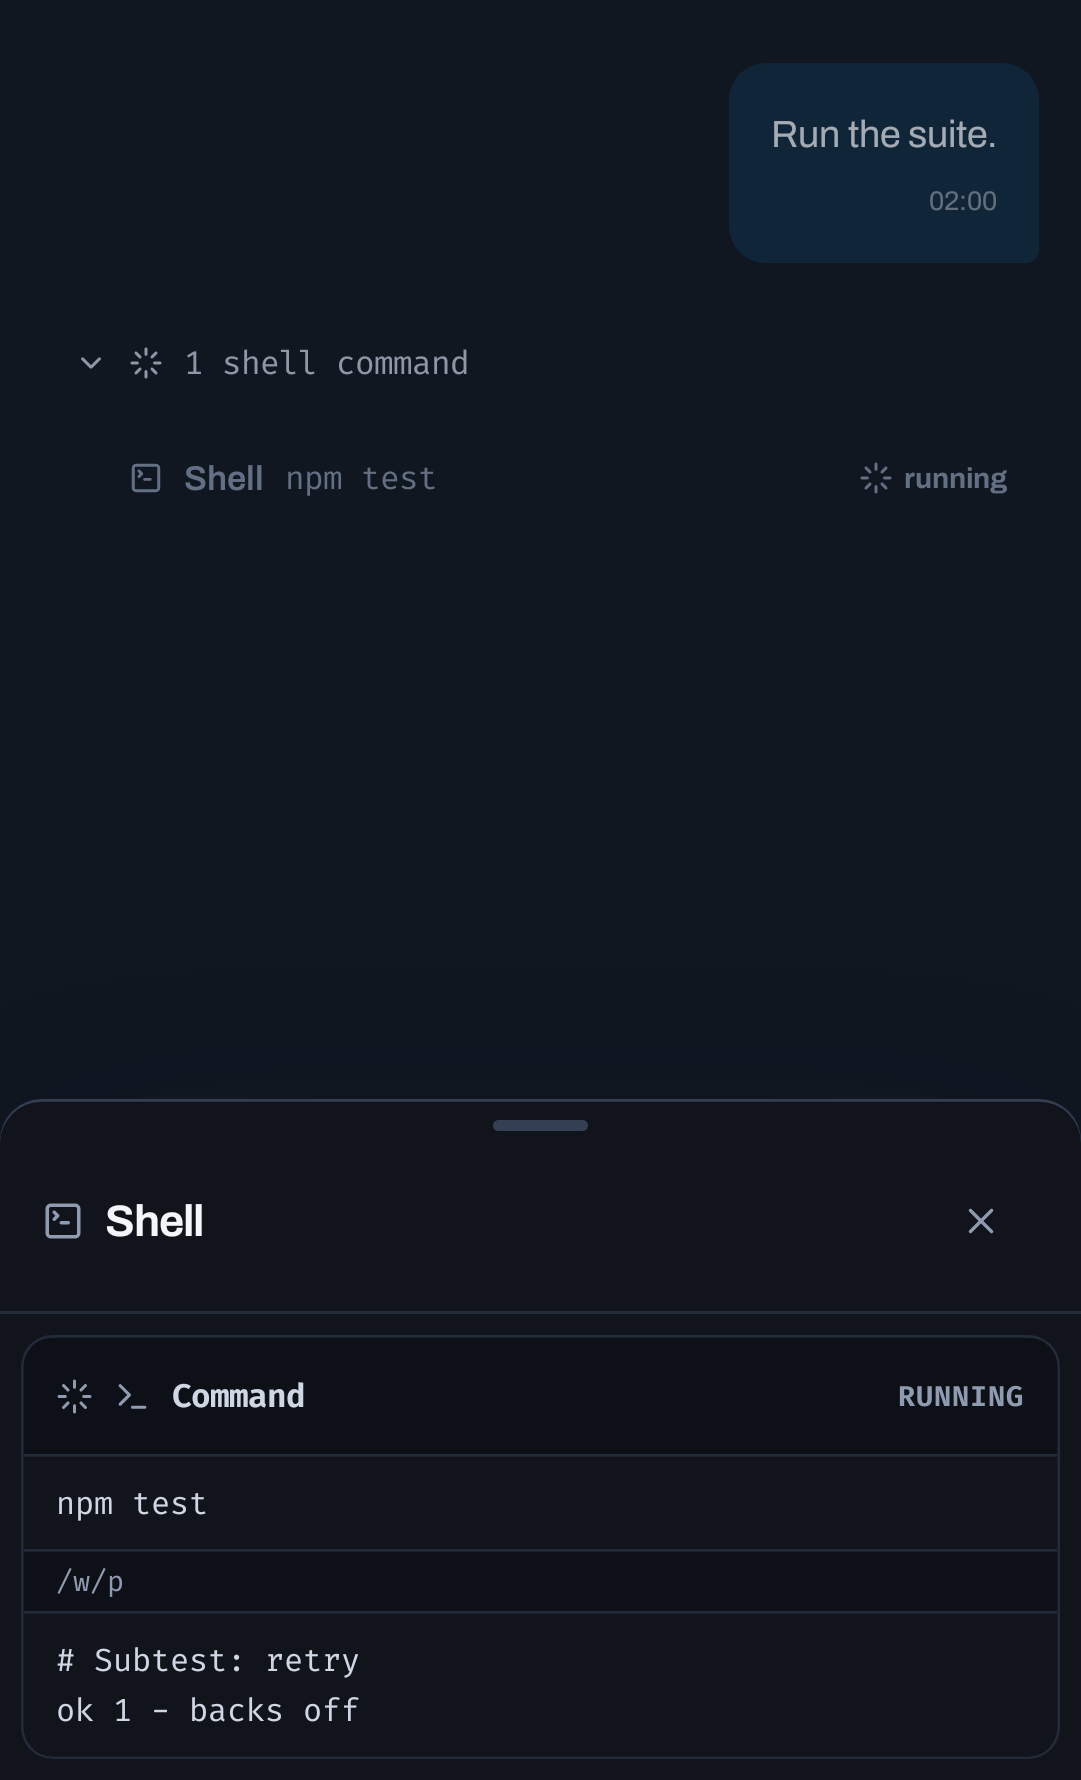 Run the suite.
02:00
1 shell command
Shell npm test running
Shell
Command RUNNING
npm test
/w/p
# Subtest: retry
ok 1 - backs off